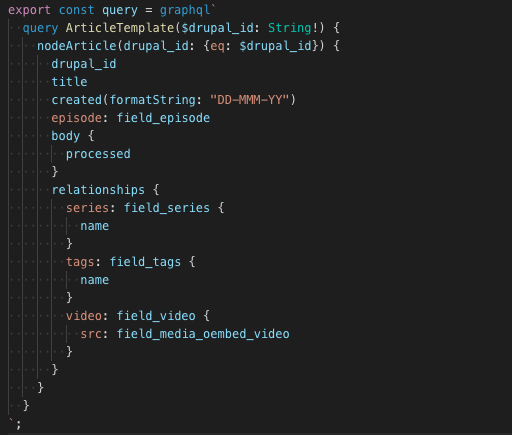 export const query = graphql`
  query ArticleTemplate($drupal_id: String!) {
    nodeArticle(drupal_id: {eq: $drupal_id}) {
      drupal_id
      title
      created(formatString: "DD-MMM-YY")
      episode: field_episode
      body {
        processed
      }
      relationships {
        series: field_series {
          name
        }
        tags: field_tags {
          name
        }
        video: field_video {
          src: field_media_oembed_video
        }
      }
    }
  }
`;